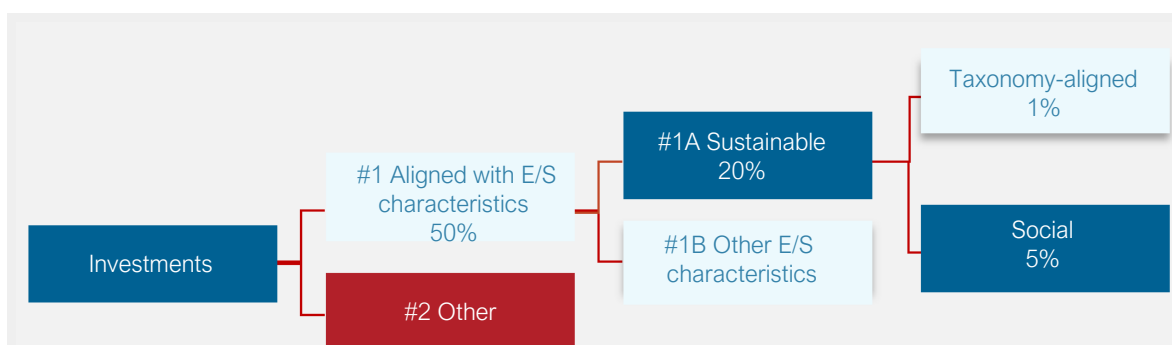 Investments
#1 Aligned with E/S
characteristics
50%
#2 Other
#1A Sustainable
20%
#1B Other E/S
characteristics
Taxonomy-aligned
1%
Social
5%